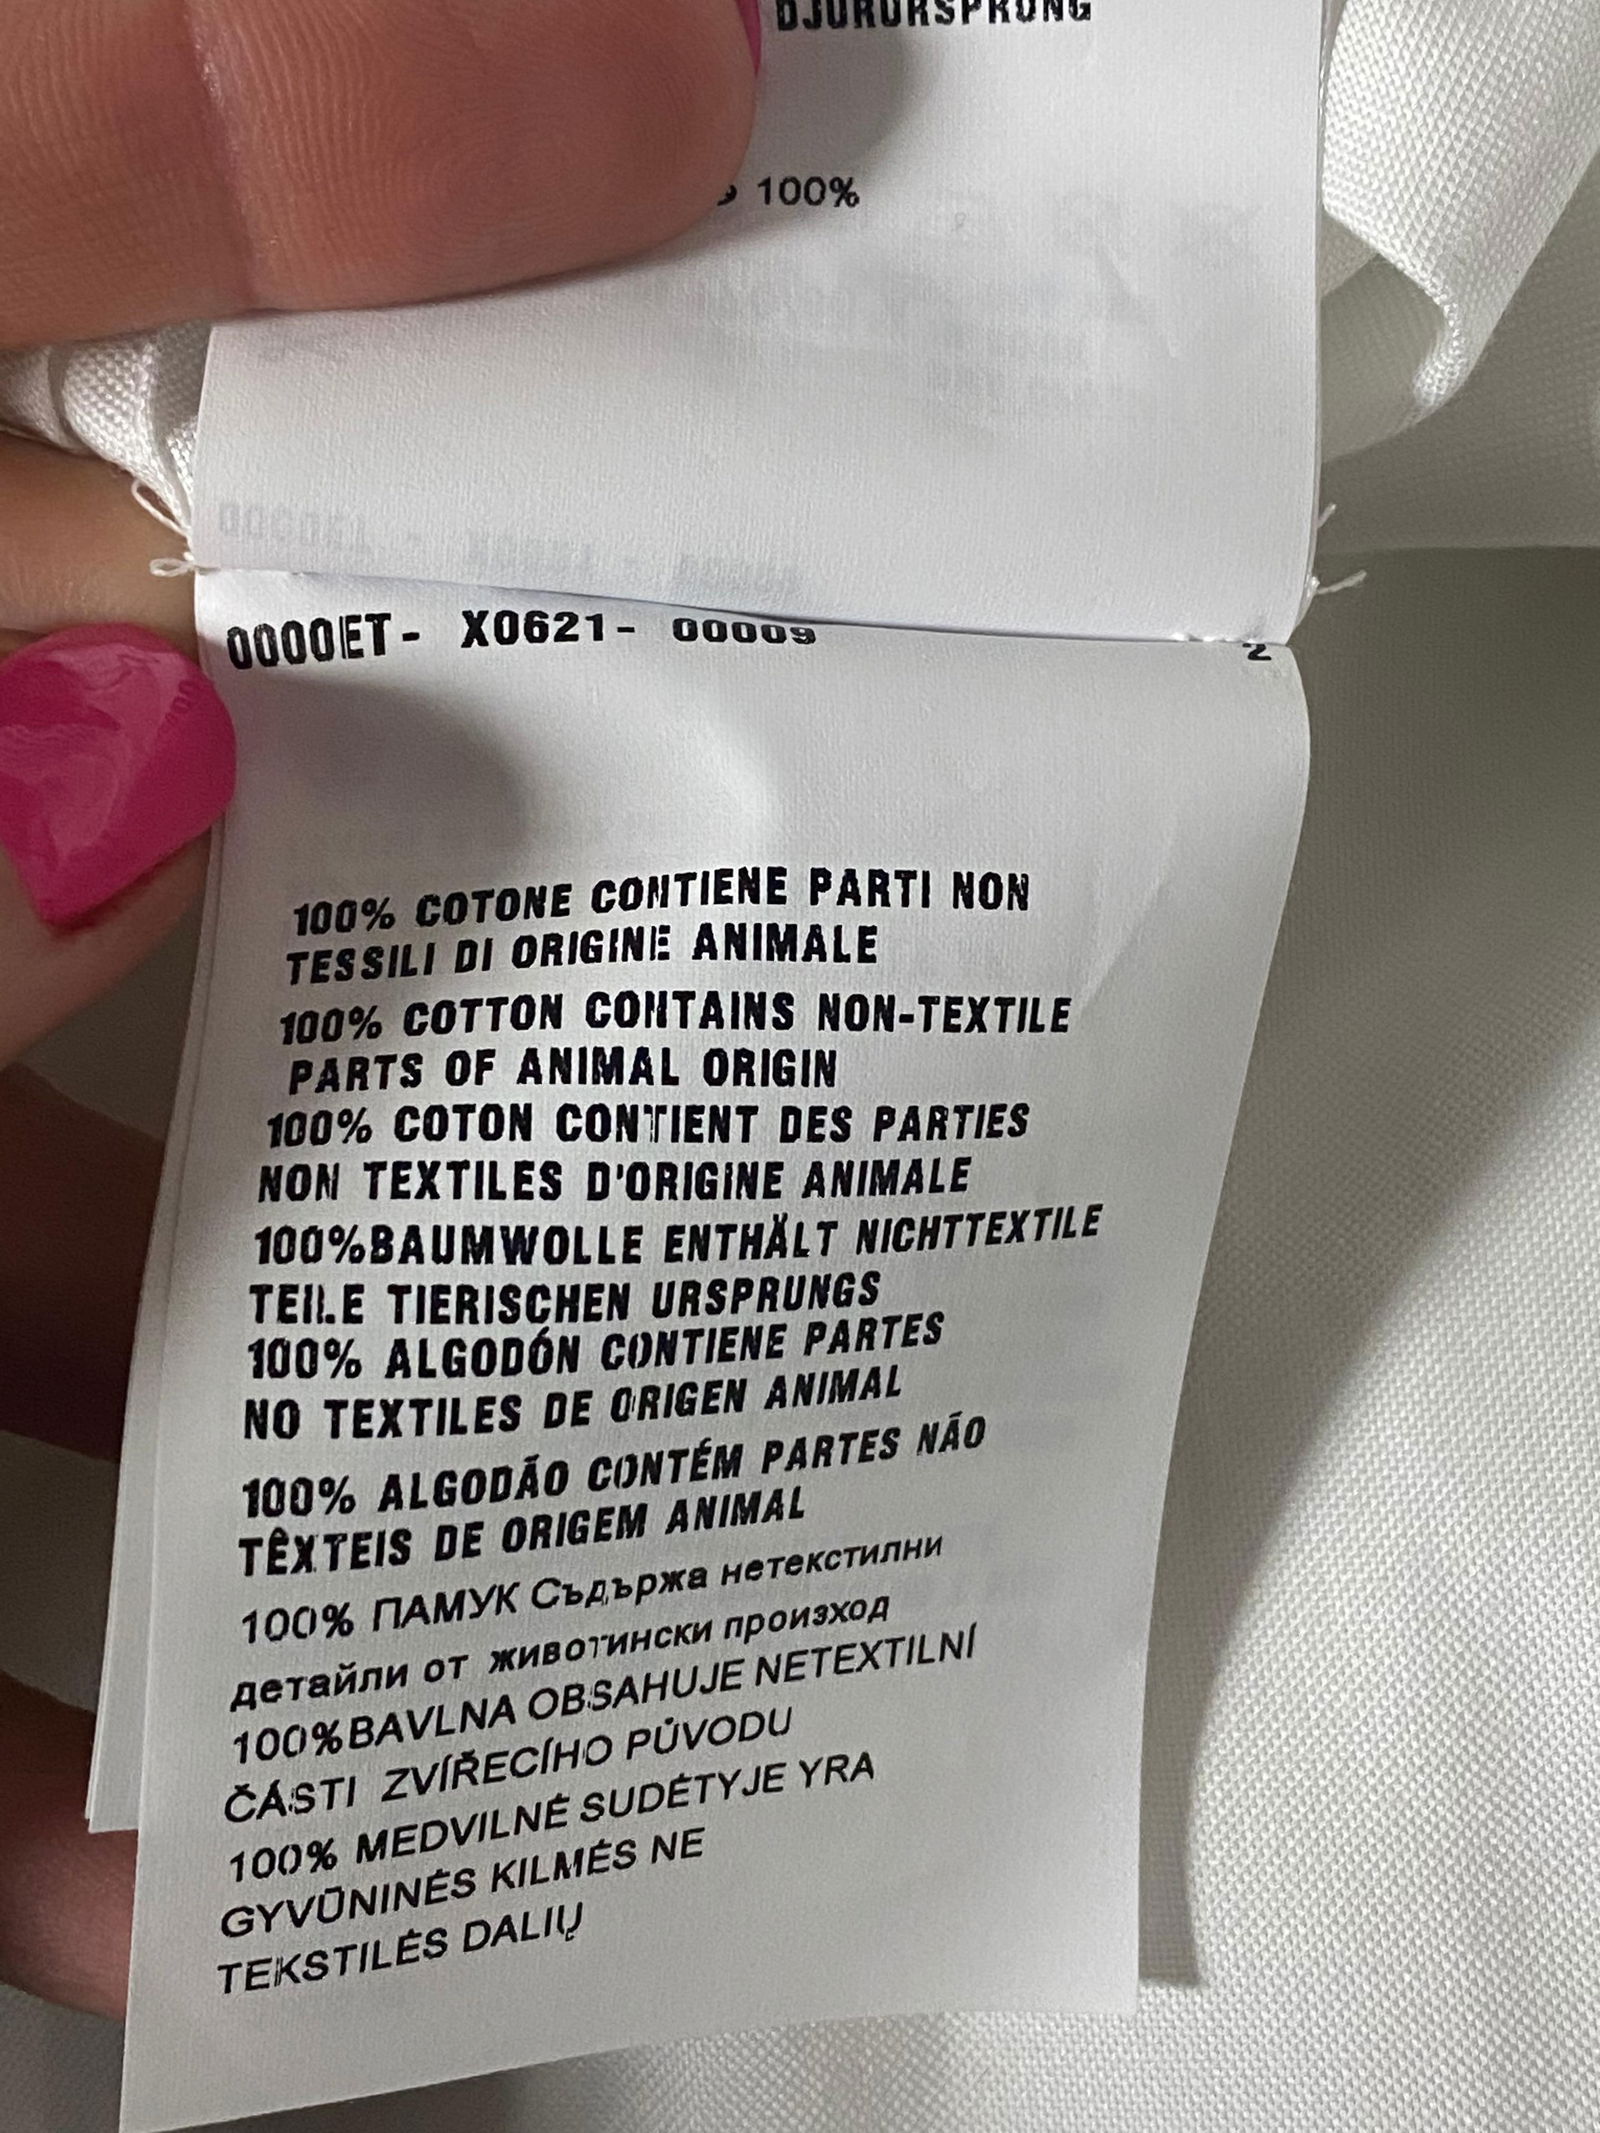 DJURURSPRUNG
100%
0000ET- X0621- 00009 2
100% COTONE CONTIENE PARTI NON
TESSILI DI ORIGINE ANIMALE
100% COTTON CONTAINS NON-TEXTILE
PARTS OF ANIMAL ORIGIN
100% COTON CONTIENT DES PARTIES
NON TEXTILES D'ORIGINE ANIMALE
100%BAUMWOLLE ENTHÄLT NICHTTEXTILE
TEILE TIERISCHEN URSPRUNGS
100% ALGODÓN CONTIENE PARTES
NO TEXTILES DE ORIGEN ANIMAL
100% ALGODÃO CONTÉM PARTES NÃO
TÊXTEIS DE ORIGEM ANIMAL
100% ПАМУК Съдържа нетекстилни
детайли от животински произход
100%BAVLNA OBSAHUJE NETEXTILNÍ
ČÁSTI ZVÍŘECÍHO PŮVODU
100% MEDVILNĖ SUDĖTYJE YRA
GYVŪNINĖS KILMĖS NE
TEKSTILĖS DALIŲ